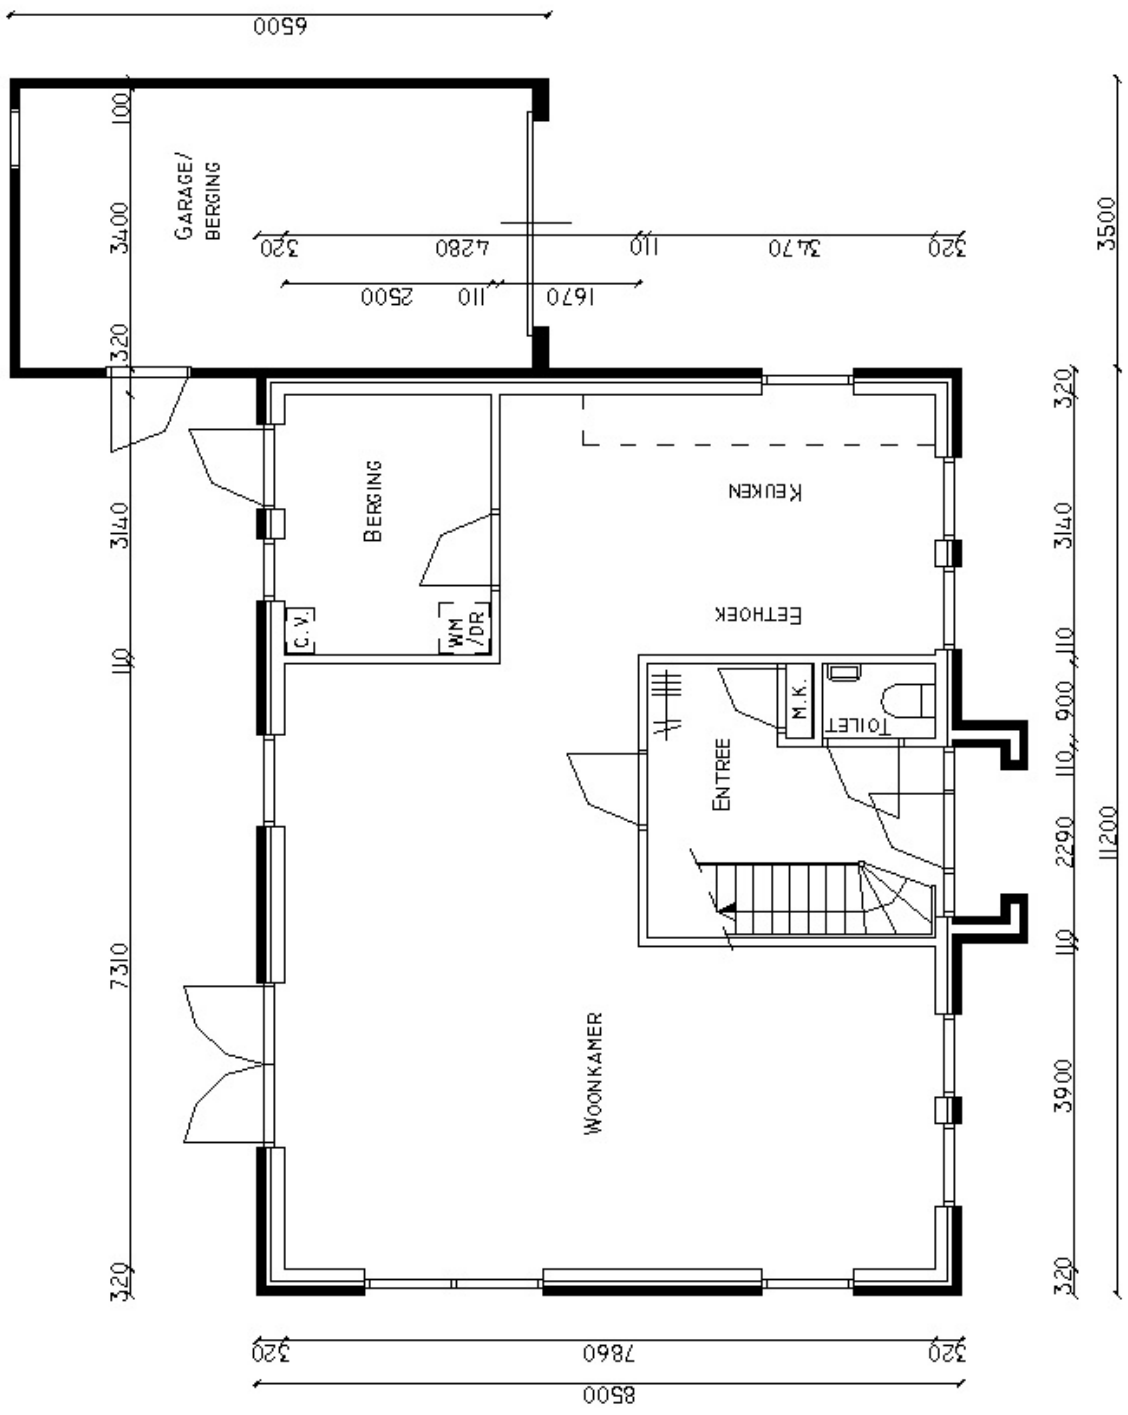 6500
GARAGE/
BERGING
100
3400
320
3140
110
7310
320
320
4280
110
3470
320
2500
110
1670
3500
BERGING
C.V.
WM
/DR
KEUKEN
EETHOEK
M.K.
TOILET
ENTREE
WOONKAMER
320
3140
110
900
110
2290
110
3900
320
11200
320
7860
320
8500